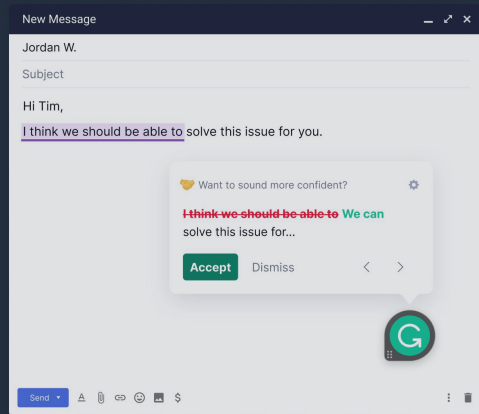 New Message
Jordan W.
Subject
Hi Tim,
I think we should be able to solve this issue for you.
Want to sound more confident?
I think we should be able to We can
solve this issue for...
Accept Dismiss
G
Send